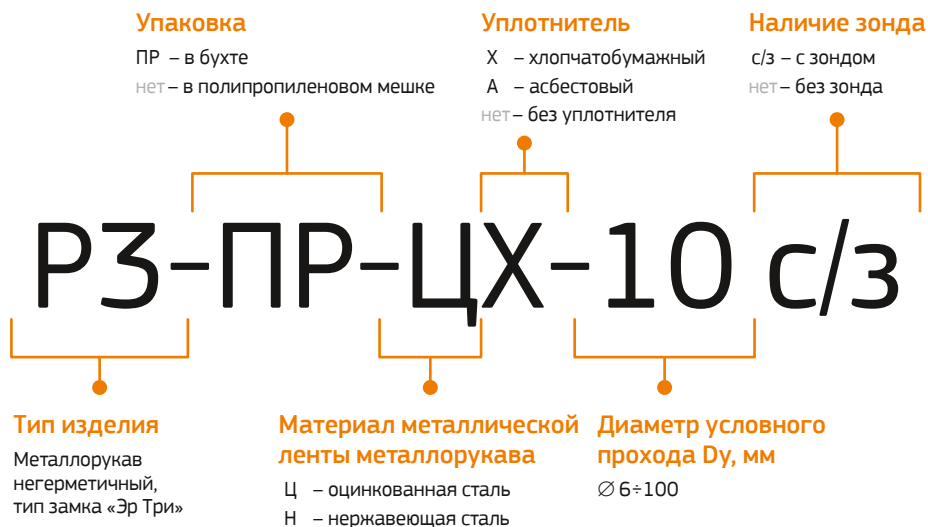 Упаковка
ПР – в бухте
нет – в полипропиленовом мешке
Уплотнитель
Х – хлопчатобумажный
А – асбестовый
нет – без уплотнителя
Наличие зонда
с/з – с зондом
нет – без зонда
РЗ-ПР-ЦХ-10 с/з
Тип изделия
Металлорукав
негерметичный,
тип замка «Эр Три»
Материал металлической
ленты металлорукава
Ц – оцинкованная сталь
Н – нержавеющая сталь
Диаметр условного
прохода Dу, мм
∅ 6÷100